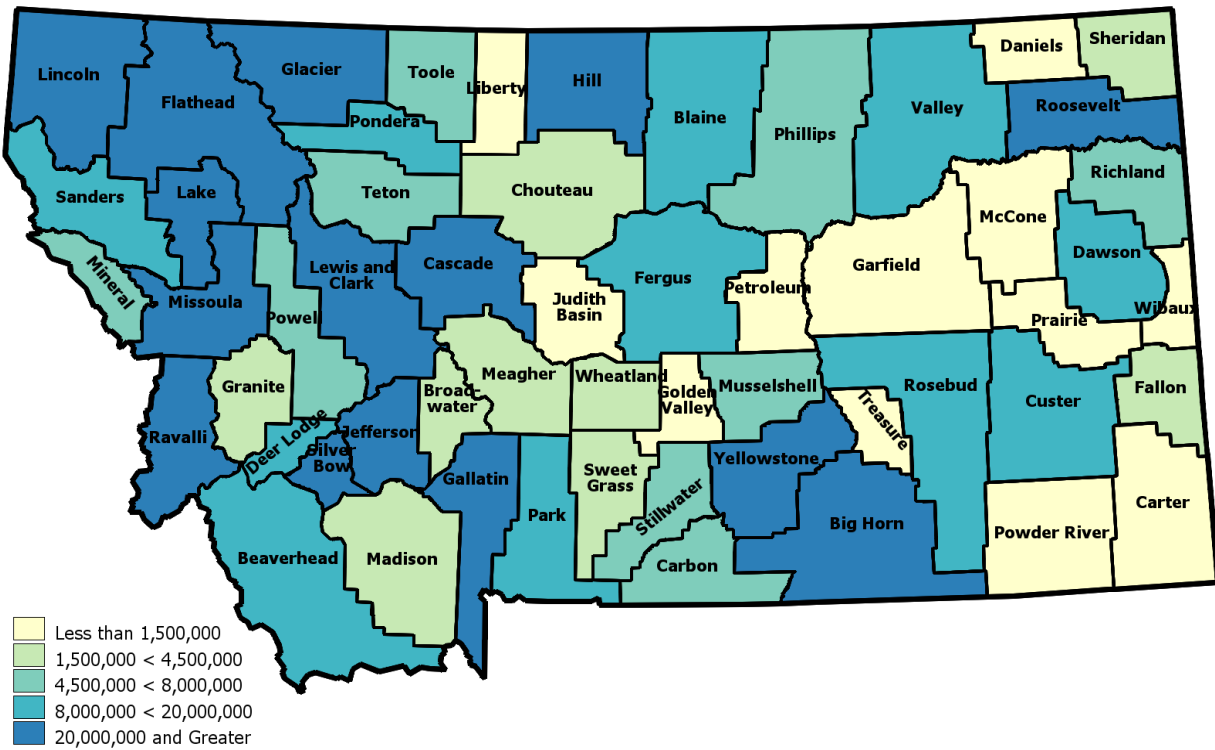 Lincoln
Flathead
Glacier
Toole
Liberty
Hill
Blaine
Phillips
Valley
Daniels
Sheridan
Roosevelt
Pondera
Sanders
Lake
Teton
Chouteau
McCone
Richland
Mineral
Missoula
Powel
Lewis and
Clark
Cascade
Judith
Basin
Fergus
Petroleum
Garfield
Dawson
Prairie
Wibaux
Granite
Ravalli
Deer Lodge
Silver
Bow
Jefferson
Broad-
water
Meagher
Wheatland
Golden
Valley
Musselshell
Treasure
Rosebud
Custer
Fallon
Gallatin
Park
Sweet
Grass
Stillwater
Yellowstone
Big Horn
Powder River
Carter
Beaverhead
Madison
Carbon
Less than 1,500,000
1,500,000 < 4,500,000
4,500,000 < 8,000,000
8,000,000 < 20,000,000
20,000,000 and Greater